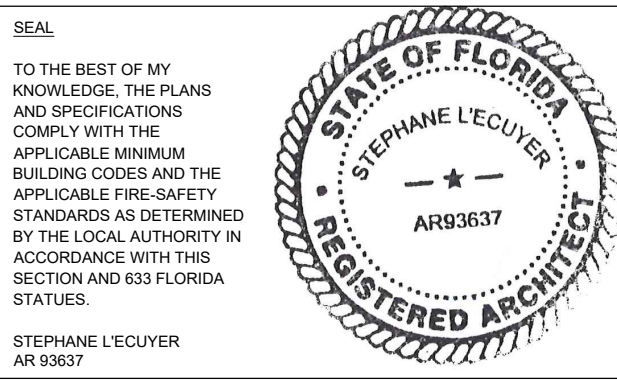 SEAL
TO THE BEST OF MY
KNOWLEDGE, THE PLANS
AND SPECIFICATIONS
COMPLY WITH THE
APPLICABLE MINIMUM
BUILDING CODES AND THE
APPLICABLE FIRE-SAFETY
STANDARDS AS DETERMINED
BY THE LOCAL AUTHORITY IN
ACCORDANCE WITH THIS
SECTION AND 633 FLORIDA
STATUES.
STEPHANE L'ECUYER
AR 93637
STATE OF FLORIDA
STEPHANE L'ECUYER
AR93637
REGISTERED ARCHITECT